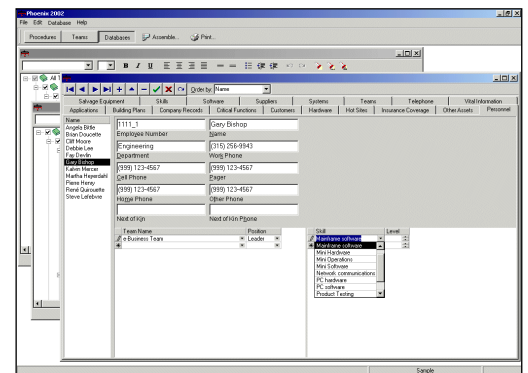 Phoenix 2002
File Edit Database Help
Procedures Teams Databases Assemble... Print...
B I U
Order by: Name
Salvage Equipment Skills Software Suppliers Systems Teams Telephone Vital Information
Applications Building Plans Company Records Critical Functions Customers Hardware Hot Sites Insurance Coverage Other Assets Personnel
Name
Angela Bittle
Brian Doucette
Cliff Moore
Debbie Lee
Fay Devlin
Gary Bishop
Kalvin Mercer
Martha Heyerdahl
Pierre Henry
René Quirouette
Steve Lefebvre
1111_1 Gary Bishop
Employee Number Name
Engineering (315) 256-9943
Department Work Phone
(999) 123-4567 (999) 123-4567
Cell Phone Pager
(999) 123-4567 (999) 123-4567
Home Phone Other Phone
Next of Kin Next of Kin Phone
Team Name Position
e-Business Team Leader
Skill Level
Mainframe software
Mainframe software
Mini Hardware
Mini Operations
Mini Software
Network communications
PC hardware
PC software
Product Testing
Sample